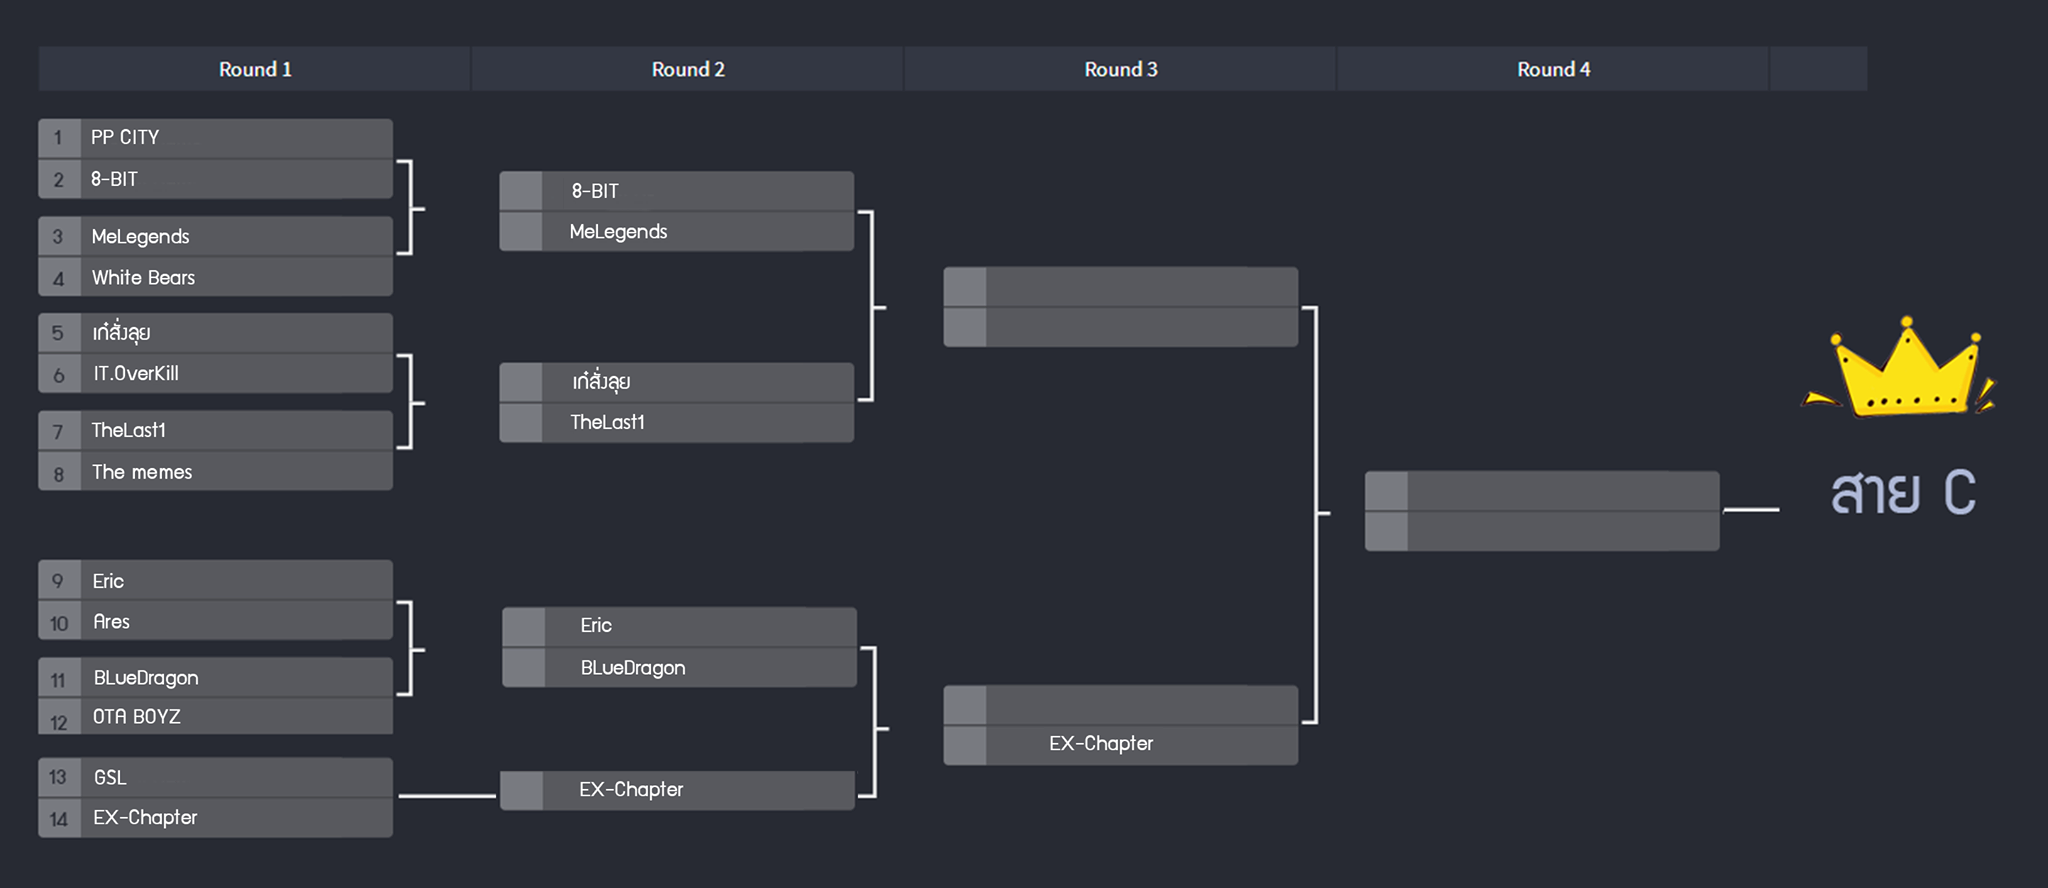 Round 1
Round 2
Round 3
Round 4
1 PP CITY
2 8-BIT
3 MeLegends
4 White Bears
5 เก๋สั่งลุย
6 IT.OverKill
7 TheLast1
8 The memes
9 Eric
10 Ares
11 BLueDragon
12 OTA BOYZ
13 GSL
14 EX-Chapter
8-BIT
MeLegends
เก๋สั่งลุย
TheLast1
Eric
BLueDragon
EX-Chapter
EX-Chapter
สาย C